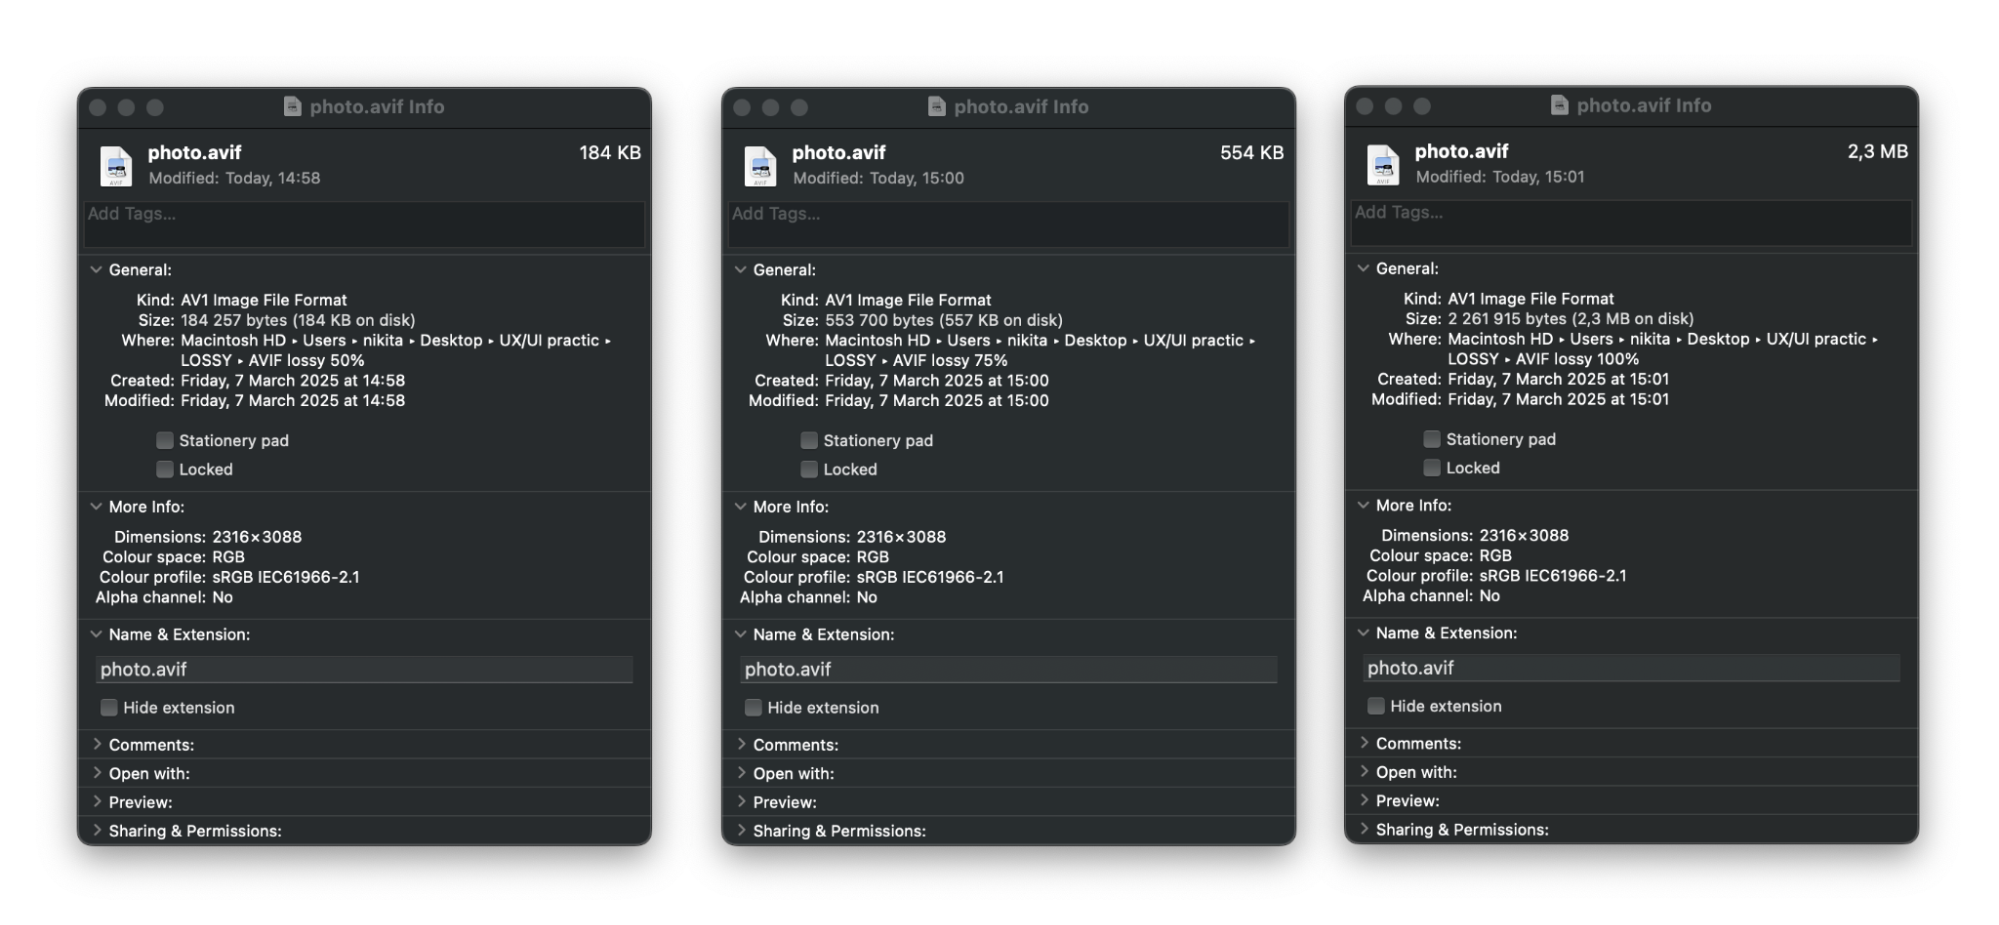 photo.avif Info
photo.avif 184 KB
Modified: Today, 14:58
Add Tags...
General:
Kind: AV1 Image File Format
Size: 184 257 bytes (184 KB on disk)
Where: Macintosh HD ▸ Users ▸ nikita ▸ Desktop ▸ UX/UI practic ▸
LOSSY ▸ AVIF lossy 50%
Created: Friday, 7 March 2025 at 14:58
Modified: Friday, 7 March 2025 at 14:58
Stationery pad
Locked
More Info:
Dimensions: 2316×3088
Colour space: RGB
Colour profile: sRGB IEC61966-2.1
Alpha channel: No
Name & Extension:
photo.avif
Hide extension
Comments:
Open with:
Preview:
Sharing & Permissions:
photo.avif Info
photo.avif 554 KB
Modified: Today, 15:00
Add Tags...
General:
Kind: AV1 Image File Format
Size: 553 700 bytes (557 KB on disk)
Where: Macintosh HD ▸ Users ▸ nikita ▸ Desktop ▸ UX/UI practic ▸
LOSSY ▸ AVIF lossy 75%
Created: Friday, 7 March 2025 at 15:00
Modified: Friday, 7 March 2025 at 15:00
Stationery pad
Locked
More Info:
Dimensions: 2316×3088
Colour space: RGB
Colour profile: sRGB IEC61966-2.1
Alpha channel: No
Name & Extension:
photo.avif
Hide extension
Comments:
Open with:
Preview:
Sharing & Permissions:
photo.avif Info
photo.avif 2,3 MB
Modified: Today, 15:01
Add Tags...
General:
Kind: AV1 Image File Format
Size: 2 261 915 bytes (2,3 MB on disk)
Where: Macintosh HD ▸ Users ▸ nikita ▸ Desktop ▸ UX/UI practic ▸
LOSSY ▸ AVIF lossy 100%
Created: Friday, 7 March 2025 at 15:01
Modified: Friday, 7 March 2025 at 15:01
Stationery pad
Locked
More Info:
Dimensions: 2316×3088
Colour space: RGB
Colour profile: sRGB IEC61966-2.1
Alpha channel: No
Name & Extension:
photo.avif
Hide extension
Comments:
Open with:
Preview:
Sharing & Permissions: